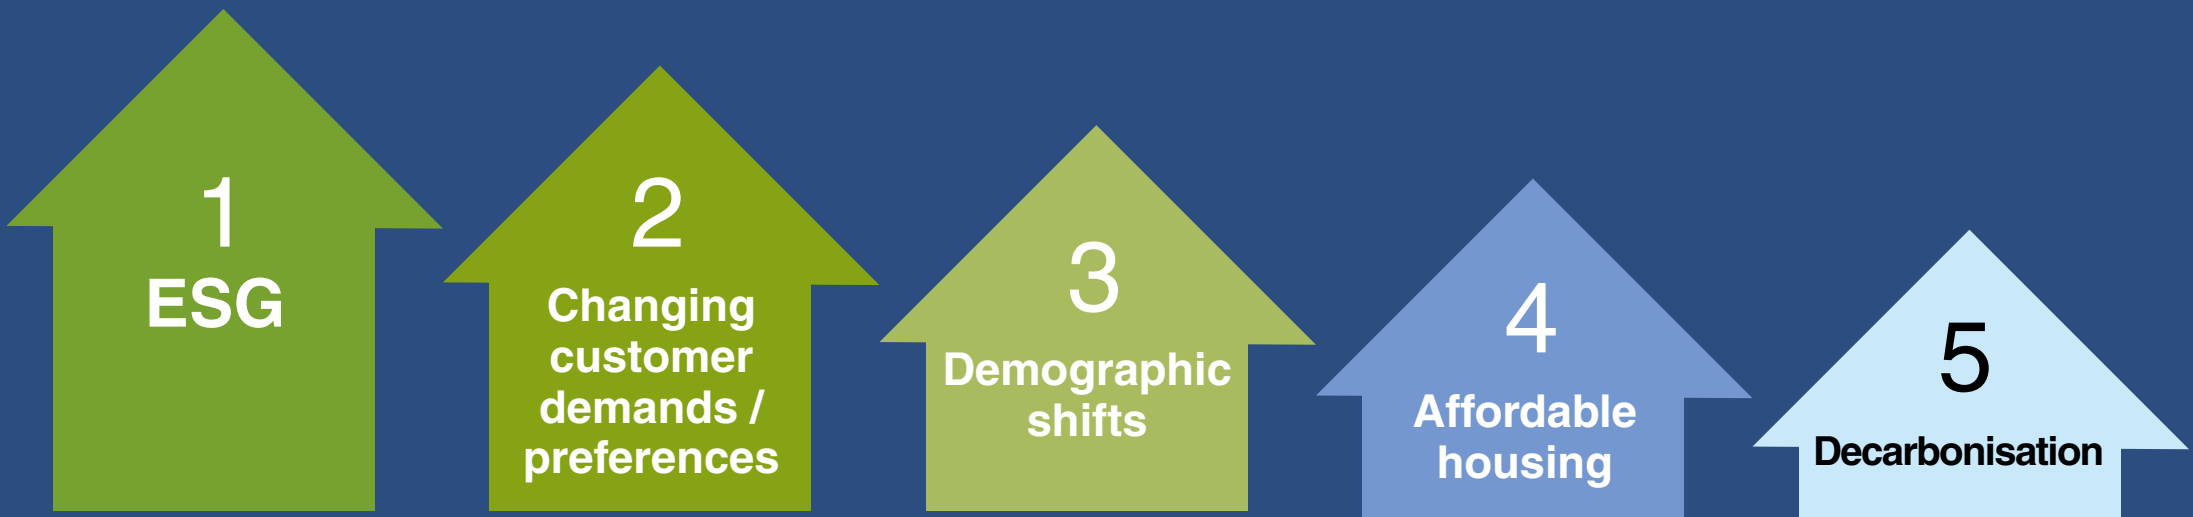 1
ESG
2
Changing
customer
demands /
preferences
3
Demographic
shifts
4
Affordable
housing
5
Decarbonisation